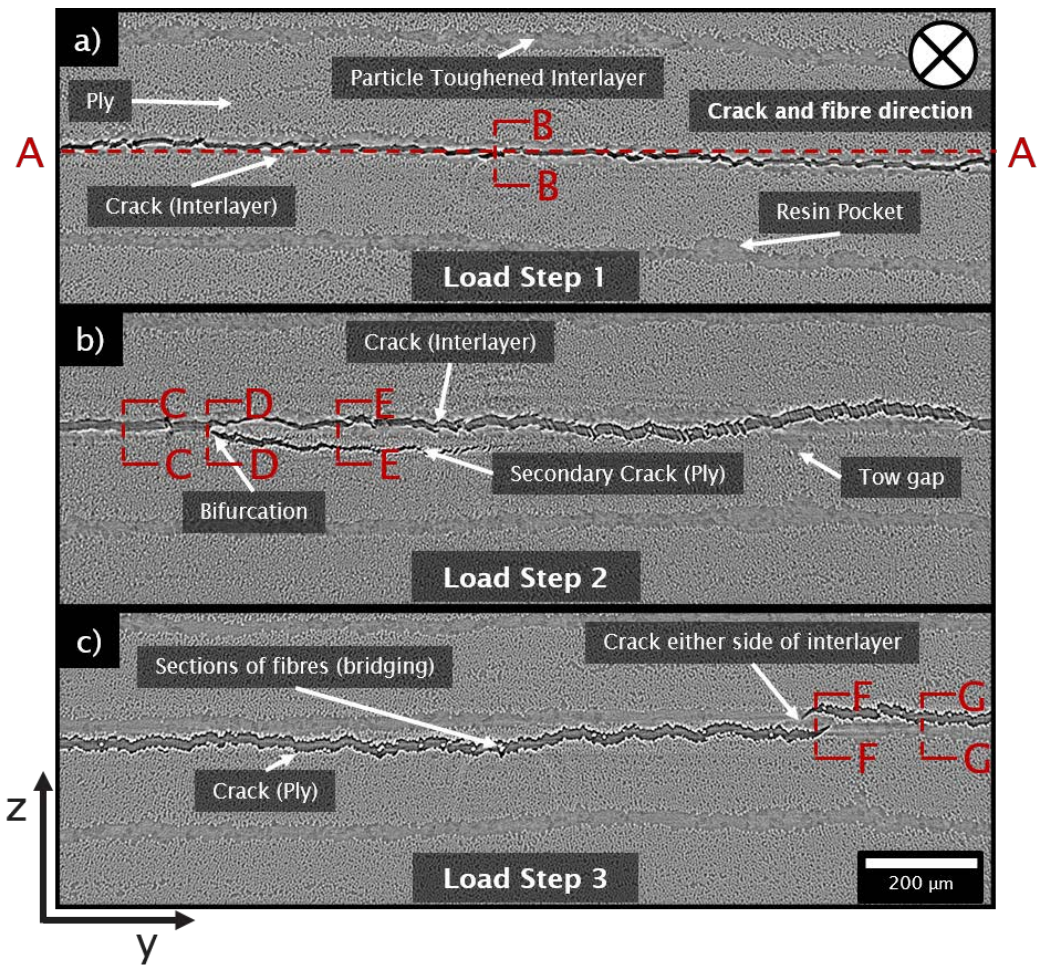 a)
Particle Toughened Interlayer
Ply
Crack and fibre direction
B
A
A
B
Crack (Interlayer)
Resin Pocket
Load Step 1
b)
Crack (Interlayer)
C
D
E
C
D
E
Secondary Crack (Ply)
Tow gap
Bifurcation
Load Step 2
c)
Crack either side of interlayer
Sections of fibres (bridging)
F
G
F
G
Crack (Ply)
Load Step 3
200 µm
z
y